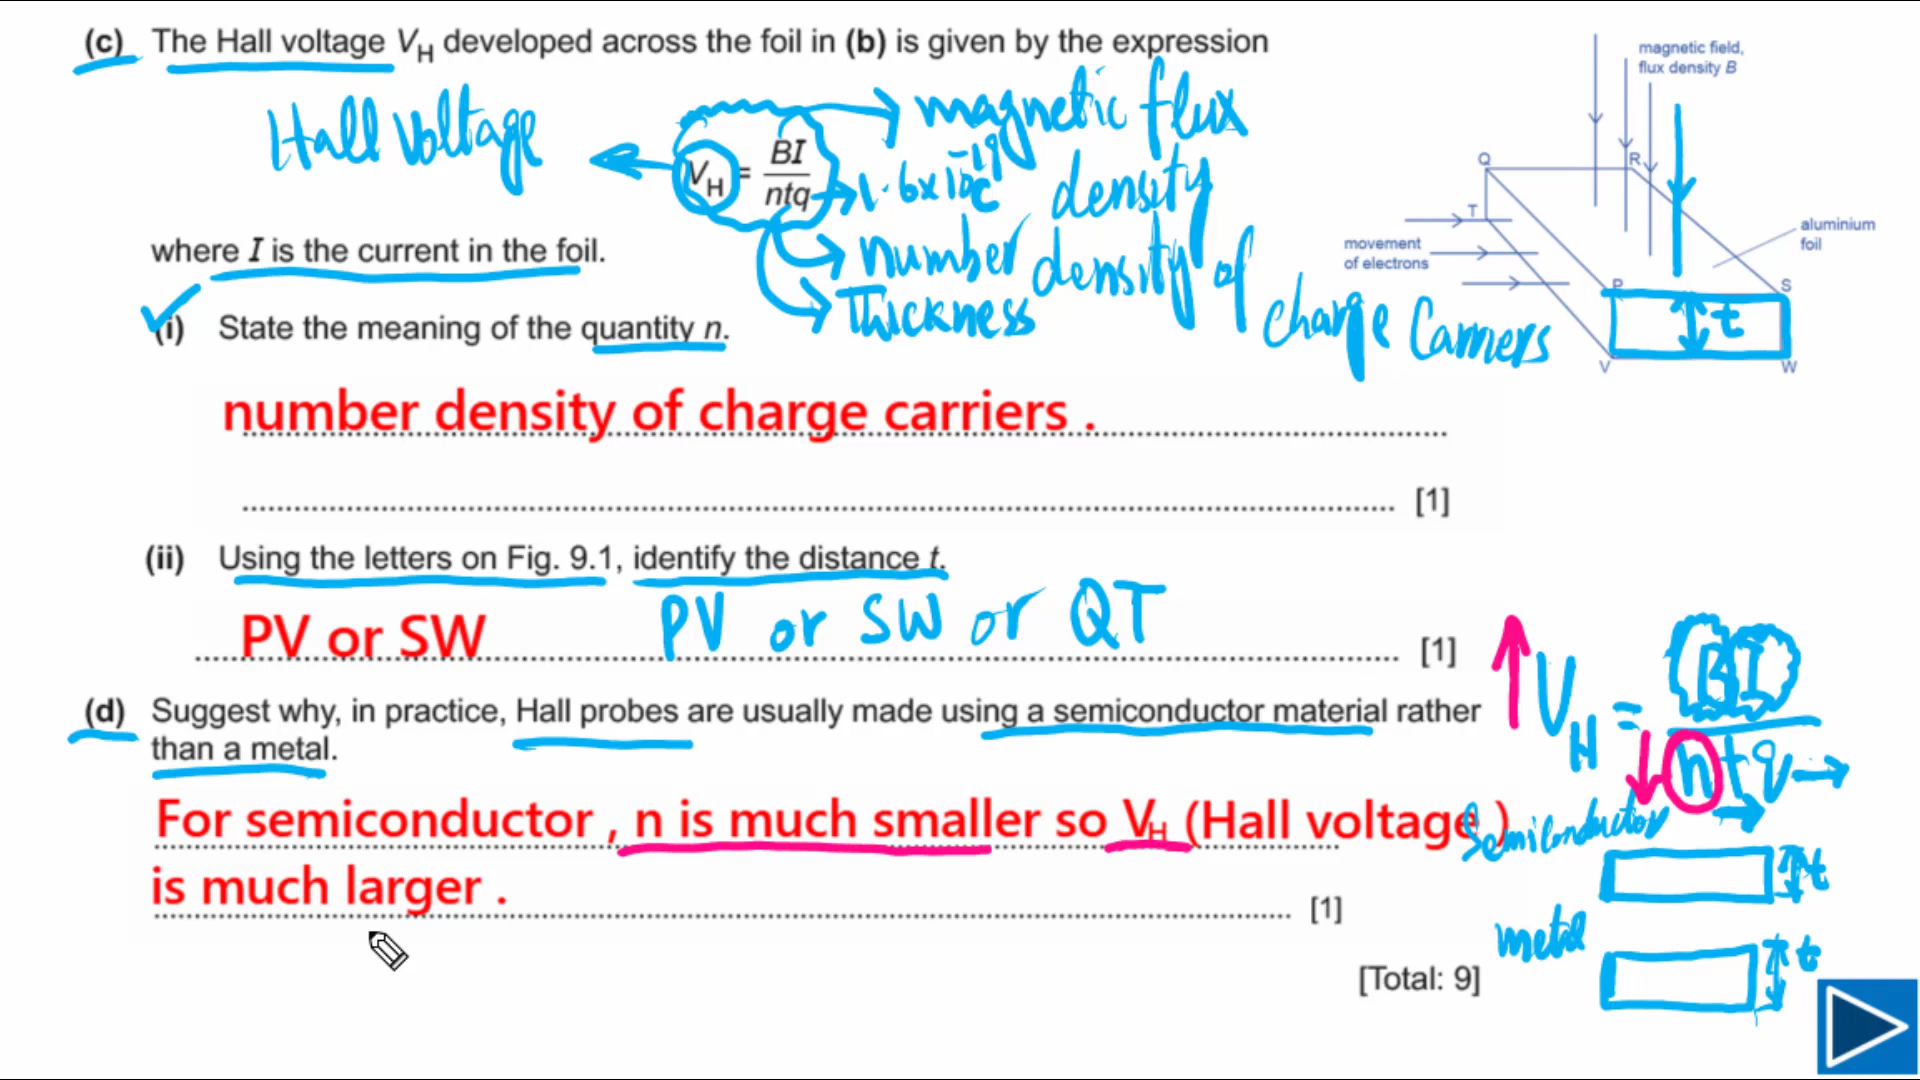 (c) The Hall voltage VH developed across the foil in (b) is given by the expression
magnetic field,
flux density B
Hall Voltage
VH = BI / ntq
magnetic flux
density
1.6x10^-19 C
number density of
charge carriers
Thickness
Q
R
T
movement
of electrons
aluminium
foil
P
S
t
V
W
where I is the current in the foil.
(i) State the meaning of the quantity n.
number density of charge carriers .
[1]
(ii) Using the letters on Fig. 9.1, identify the distance t.
PV or SW
PV or SW or QT
[1]
(d) Suggest why, in practice, Hall probes are usually made using a semiconductor material rather
than a metal.
VH = BI / ntq
For semiconductor , n is much smaller so VH (Hall voltage )
is much larger .
[1]
Semiconductor
t
metal
t
[Total: 9]